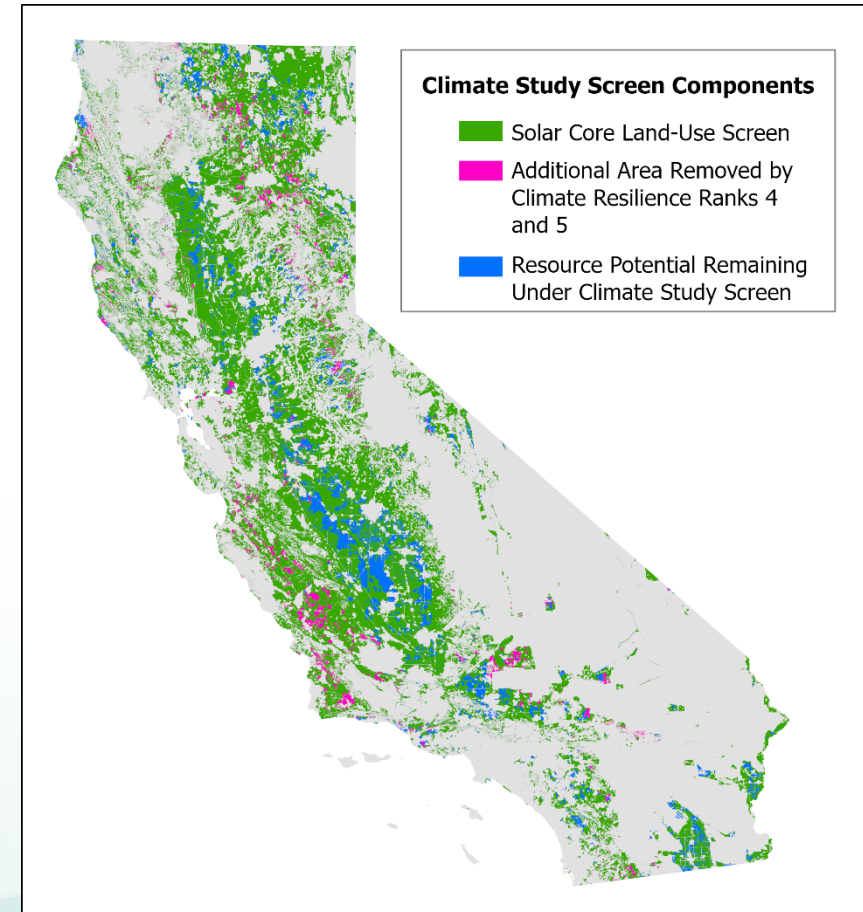 Climate Study Screen Components
Solar Core Land-Use Screen
Additional Area Removed by
Climate Resilience Ranks 4
and 5
Resource Potential Remaining
Under Climate Study Screen